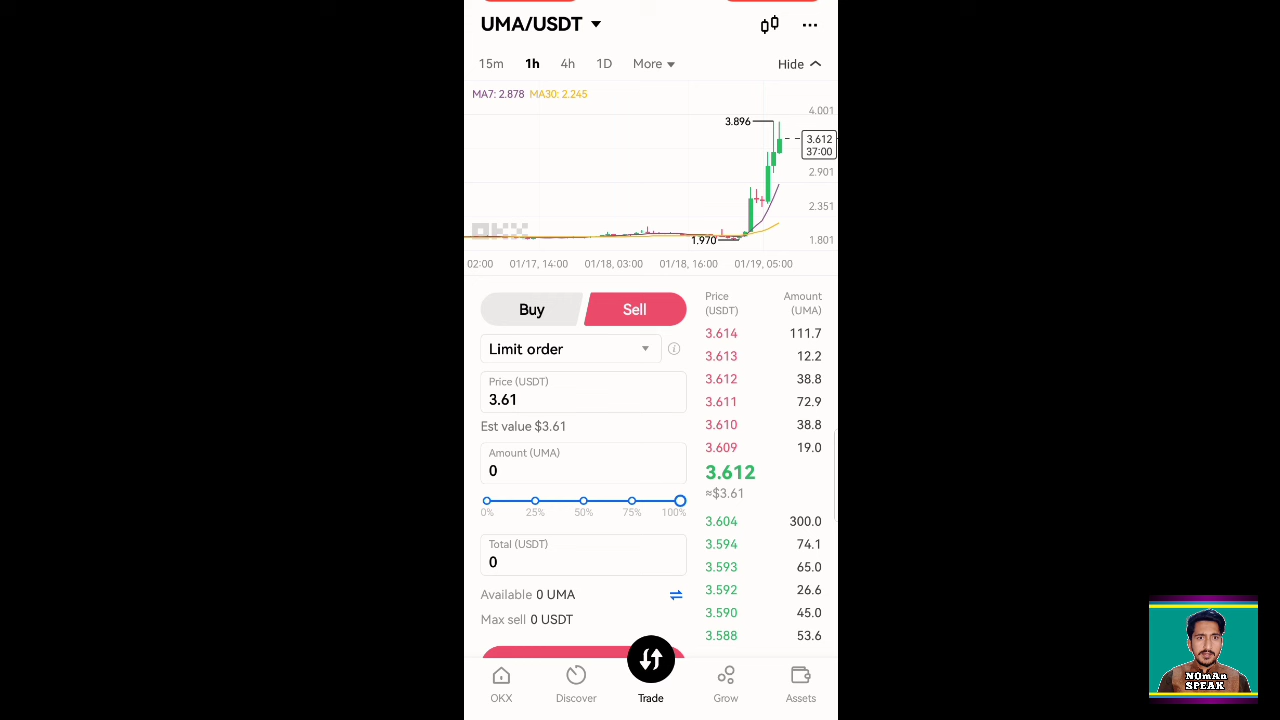 UMA/USDT
15m 1h 4h 1D More Hide
MA7: 2.878 MA30: 2.245
4.001
3.896
3.612
37:00
2.901
2.351
OKX
1.970
1.801
02:00 01/17, 14:00 01/18, 03:00 01/18, 16:00 01/19, 05:00
Buy Sell
Limit order
Price (USDT)
3.61
Est value $3.61
Amount (UMA)
0
0% 25% 50% 75% 100%
Total (USDT)
0
Available 0 UMA
Max sell 0 USDT
Price Amount
(USDT) (UMA)
3.614 111.7
3.613 12.2
3.612 38.8
3.611 72.9
3.610 38.8
3.609 19.0
3.612
≈$3.61
3.604 300.0
3.594 74.1
3.593 65.0
3.592 26.6
3.590 45.0
3.588 53.6
OKX Discover Trade Grow Assets
NOmAn
SPEAK